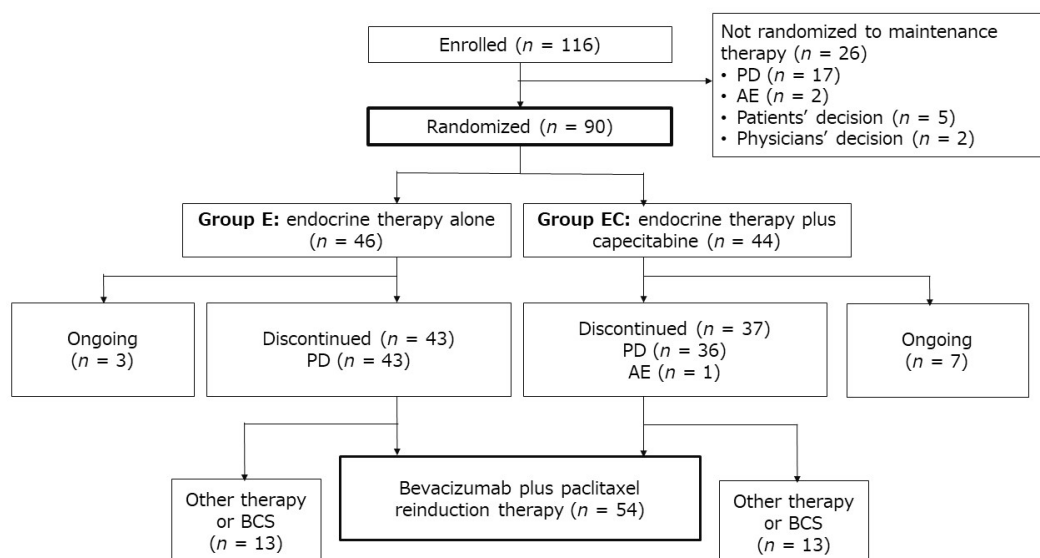 Enrolled (n = 116)
Not randomized to maintenance
therapy (n = 26)
• PD (n = 17)
• AE (n = 2)
• Patients’ decision (n = 5)
• Physicians’ decision (n = 2)
Randomized (n = 90)
Group E: endocrine therapy alone
(n = 46)
Group EC: endocrine therapy plus
capecitabine (n = 44)
Ongoing
(n = 3)
Discontinued (n = 43)
PD (n = 43)
Discontinued (n = 37)
PD (n = 36)
AE (n = 1)
Ongoing
(n = 7)
Other therapy
or BCS
(n = 13)
Bevacizumab plus paclitaxel
reinduction therapy (n = 54)
Other therapy
or BCS
(n = 13)